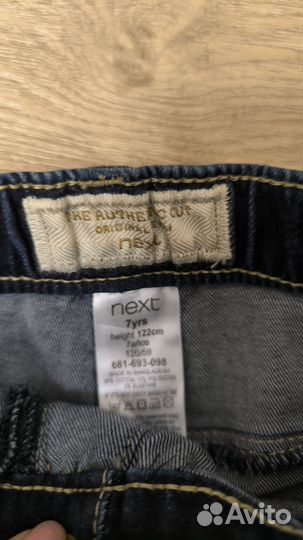 THE AUTHENTIC CUT
ORIGINAL
next
next
7yrs
height 122cm
7años
120/59
681-693-098
MADE IN BANGLADESH
Avito